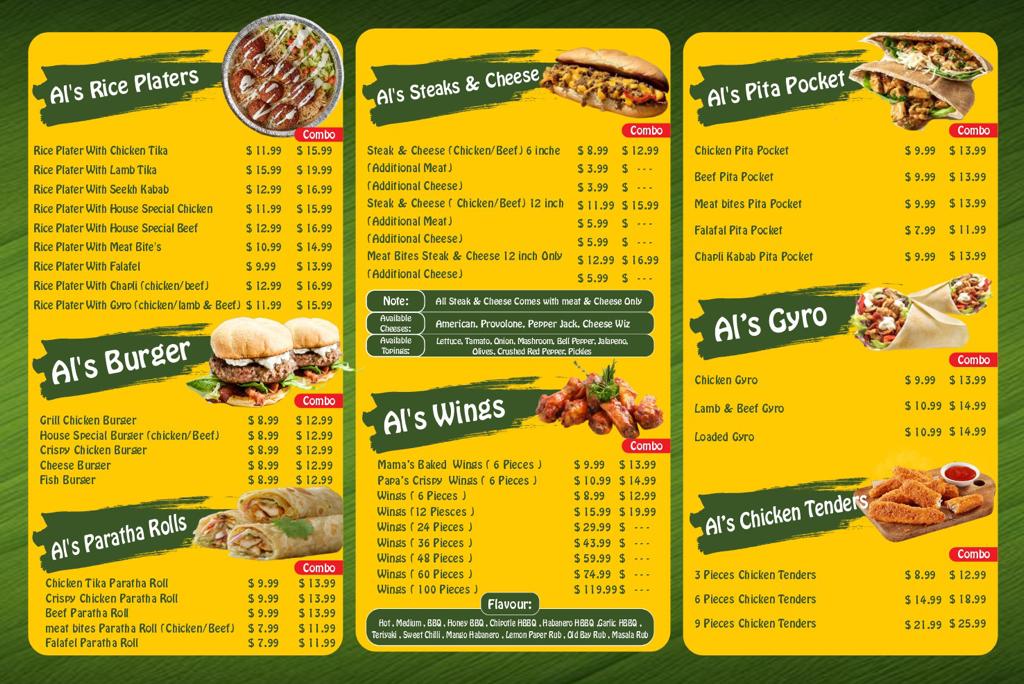 Al's Rice Platers
Combo
Rice Plater With Chicken Tika $ 11.99 $ 15.99
Rice Plater With Lamb Tika $ 15.99 $ 19.99
Rice Plater With Seekh Kabab $ 12.99 $ 16.99
Rice Plater With House Special Chicken $ 11.99 $ 15.99
Rice Plater With House Special Beef $ 12.99 $ 16.99
Rice Plater With Meat Bite's $ 10.99 $ 14.99
Rice Plater With Falafel $ 9.99 $ 13.99
Rice Plater With Chapli (chicken/beef) $ 12.99 $ 16.99
Rice Plater With Gyro (chicken/lamb & Beef) $ 11.99 $ 15.99
Al's Burger
Combo
Grill Chicken Burger $ 8.99 $ 12.99
House Special Burger (chicken/Beef) $ 8.99 $ 12.99
Crispy Chicken Burger $ 8.99 $ 12.99
Cheese Burger $ 8.99 $ 12.99
Fish Burger $ 8.99 $ 12.99
Al's Paratha Rolls
Combo
Chicken Tika Paratha Roll $ 9.99 $ 13.99
Crispy Chicken Paratha Roll $ 9.99 $ 13.99
Beef Paratha Roll $ 9.99 $ 13.99
meat bites Paratha Roll (Chicken/Beef) $ 7.99 $ 11.99
Falafel Paratha Roll $ 7.99 $ 11.99
Al's Steaks & Cheese
Combo
Steak & Cheese (Chicken/Beef) 6 inche $ 8.99 $ 12.99
(Additional Meat) $ 3.99 $ ---
(Additional Cheese) $ 3.99 $ ---
Steak & Cheese ( Chicken/Beef) 12 inch $ 11.99 $ 15.99
(Additional Meat) $ 5.99 $ ---
(Additional Cheese) $ 5.99 $ ---
Meat Bites Steak & Cheese 12 inch Only $ 12.99 $ 16.99
(Additional Cheese) $ 5.99 $ ---
Note: All Steak & Cheese Comes with meat & Cheese Only
Available Cheeses: American, Provolone, Pepper Jack, Cheese Wiz
Available Topings: Lettuce, Tamato, Onion, Mashroom, Bell Pepper, Jalapeno,
Olives, Crushed Red Pepper, Pickles
Al's Wings
Combo
Mama's Baked Wings ( 6 Pieces ) $ 9.99 $ 13.99
Papa's Crispy Wings ( 6 Pieces ) $ 10.99 $ 14.99
Wings ( 6 Pieces ) $ 8.99 $ 12.99
Wings (12 Piesces ) $ 15.99 $ 19.99
Wings ( 24 Pieces ) $ 29.99 $ ---
Wings ( 36 Pieces ) $ 43.99 $ ---
Wings ( 48 Pieces ) $ 59.99 $ ---
Wings ( 60 Pieces ) $ 74.99 $ ---
Wings ( 100 Pieces ) $ 119.99 $ ---
Flavour:
Hot , Medium , BBQ , Honey BBQ , Chipotle HBBQ , Habanero HBBQ ,Garlic HBBQ ,
Teriyaki , Sweet Chilli , Mango Habanero , Lemon Paper Rub , Old Bay Rub , Masala Rub
Al's Pita Pocket
Combo
Chicken Pita Pocket $ 9.99 $ 13.99
Beef Pita Pocket $ 9.99 $ 13.99
Meat bites Pita Pocket $ 9.99 $ 13.99
Falafal Pita Pocket $ 7.99 $ 11.99
Chapli Kabab Pita Pocket $ 9.99 $ 13.99
Al's Gyro
Combo
Chicken Gyro $ 9.99 $ 13.99
Lamb & Beef Gyro $ 10.99 $ 14.99
Loaded Gyro $ 10.99 $ 14.99
Al's Chicken Tenders
Combo
3 Pieces Chicken Tenders $ 8.99 $ 12.99
6 Pieces Chicken Tenders $ 14.99 $ 18.99
9 Pieces Chicken Tenders $ 21.99 $ 25.99